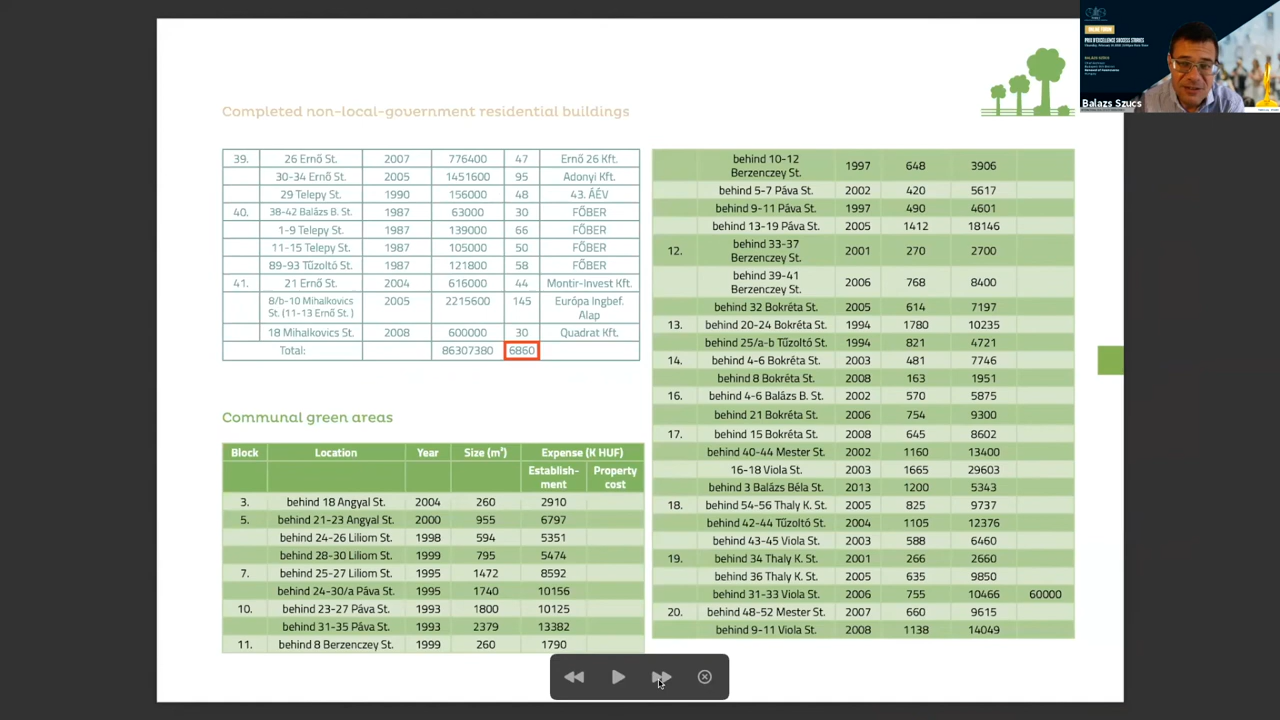 Completed non-local-government residential buildings
39. 26 Ernő St. 2007 776400 47 Ernő 26 Kft.
30-34 Ernő St. 2005 1451600 95 Adonyi Kft.
29 Telepy St. 1990 156000 48 43. ÁÉV
40. 38-42 Balázs B. St. 1987 63000 30 FŐBER
1-9 Telepy St. 1987 139000 66 FŐBER
11-15 Telepy St. 1987 105000 50 FŐBER
89-93 Tűzoltó St. 1987 121800 58 FŐBER
41. 21 Ernő St. 2004 616000 44 Montir-Invest Kft.
8/b-10 Mihalkovics St. (11-13 Ernő St.) 2005 2215600 145 Európa Ingbef. Alap
18 Mihalkovics St. 2008 600000 30 Quadrat Kft.
Total: 86307380 6860
Communal green areas
Block Location Year Size (m²) Expense (K HUF)
Establish-ment Property cost
3. behind 18 Angyal St. 2004 260 2910
5. behind 21-23 Angyal St. 2000 955 6797
behind 24-26 Liliom St. 1998 594 5351
behind 28-30 Liliom St. 1999 795 5474
7. behind 25-27 Liliom St. 1995 1472 8592
behind 24-30/a Páva St. 1995 1740 10156
10. behind 23-27 Páva St. 1993 1800 10125
behind 31-35 Páva St. 1993 2379 13382
11. behind 8 Berzenczey St. 1999 260 1790
behind 10-12 Berzenczey St. 1997 648 3906
behind 5-7 Páva St. 2002 420 5617
behind 9-11 Páva St. 1997 490 4601
behind 13-19 Páva St. 2005 1412 18146
12. behind 33-37 Berzenczey St. 2001 270 2700
behind 39-41 Berzenczey St. 2006 768 8400
behind 32 Bokréta St. 2005 614 7197
13. behind 20-24 Bokréta St. 1994 1780 10235
behind 25/a-b Tűzoltó St. 1994 821 4721
14. behind 4-6 Bokréta St. 2003 481 7746
behind 8 Bokréta St. 2008 163 1951
16. behind 4-6 Balázs B. St. 2002 570 5875
behind 21 Bokréta St. 2006 754 9300
17. behind 15 Bokréta St. 2008 645 8602
behind 40-44 Mester St. 2002 1160 13400
16-18 Viola St. 2003 1665 29603
behind 3 Balázs Béla St. 2013 1200 5343
18. behind 54-56 Thaly K. St. 2005 825 9737
behind 42-44 Tűzoltó St. 2004 1105 12376
behind 43-45 Viola St. 2003 588 6460
19. behind 34 Thaly K. St. 2001 266 2660
behind 36 Thaly K. St. 2005 635 9850
behind 31-33 Viola St. 2006 755 10466 60000
20. behind 48-52 Mester St. 2007 660 9615
behind 9-11 Viola St. 2008 1138 14049
PRIX D'EXCELLENCE SUCCESS STORIES
BALÁZS SZŰCS
Balazs Szucs